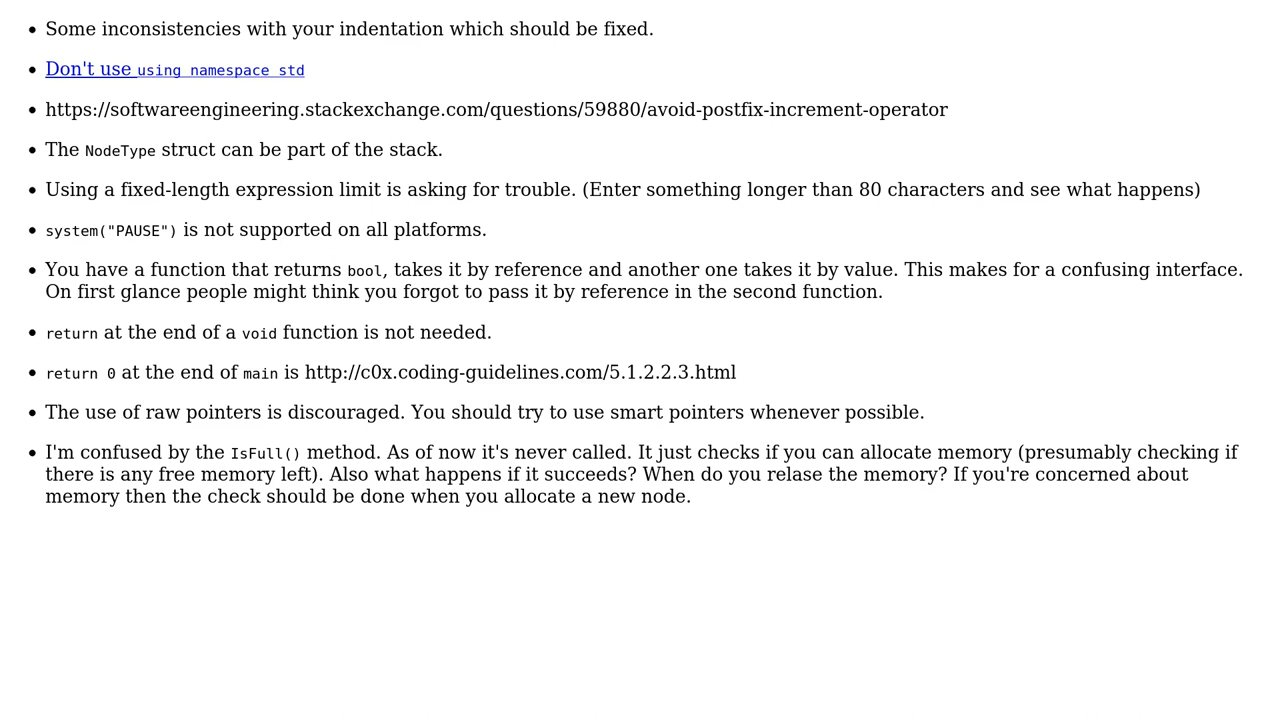 Some inconsistencies with your indentation which should be fixed.
Don't use using namespace std
https://softwareengineering.stackexchange.com/questions/59880/avoid-postfix-increment-operator
The NodeType struct can be part of the stack.
Using a fixed-length expression limit is asking for trouble. (Enter something longer than 80 characters and see what happens)
system("PAUSE") is not supported on all platforms.
You have a function that returns bool, takes it by reference and another one takes it by value. This makes for a confusing interface.
On first glance people might think you forgot to pass it by reference in the second function.
return at the end of a void function is not needed.
return 0 at the end of main is http://c0x.coding-guidelines.com/5.1.2.2.3.html
The use of raw pointers is discouraged. You should try to use smart pointers whenever possible.
I'm confused by the IsFull() method. As of now it's never called. It just checks if you can allocate memory (presumably checking if
there is any free memory left). Also what happens if it succeeds? When do you relase the memory? If you're concerned about
memory then the check should be done when you allocate a new node.